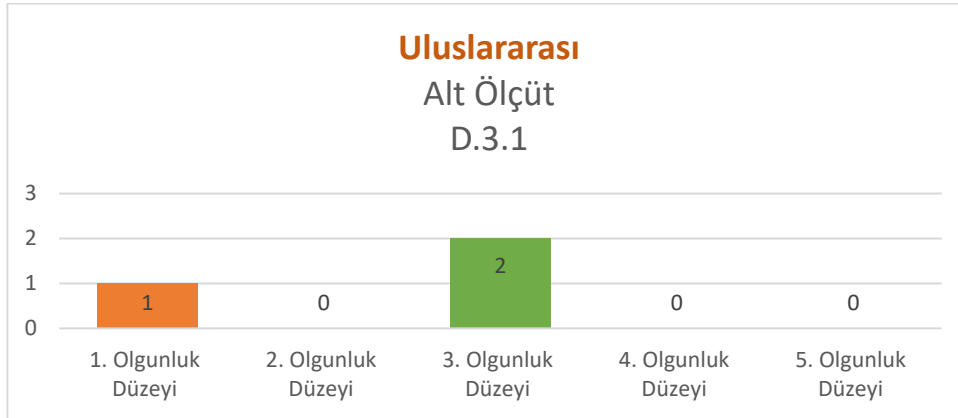 Uluslararası
Alt Ölçüt
D.3.1
3
2
1
0
1
0
2
0
0
1. Olgunluk
Düzeyi
2. Olgunluk
Düzeyi
3. Olgunluk
Düzeyi
4. Olgunluk
Düzeyi
5. Olgunluk
Düzeyi